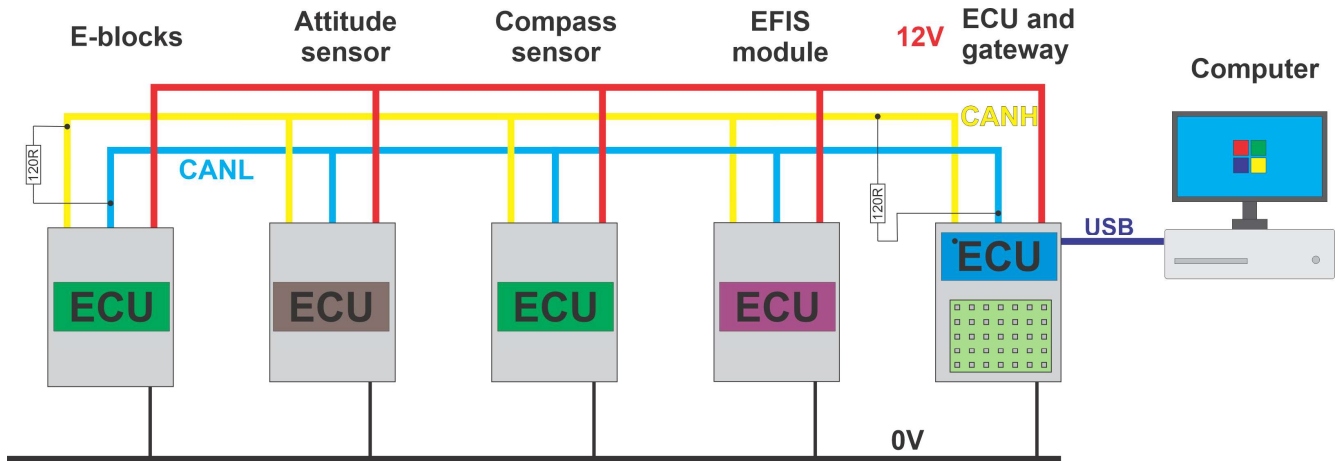 E-blocks
Attitude
sensor
Compass
sensor
EFIS
module
12V
ECU and
gateway
Computer
CANH
CANL
120R
120R
USB
ECU
ECU
ECU
ECU
ECU
0V